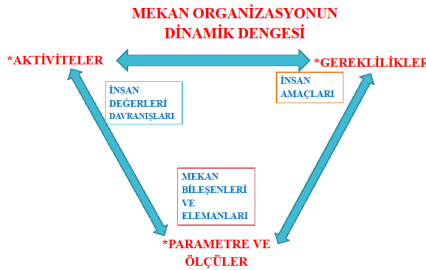 MEKAN ORGANİZASYONUN
DİNAMİK DENGESİ
*AKTİVİTELER
*GEREKLİLİKLER
İNSAN
DEĞERLERİ
DAVRANIŞLARI
İNSAN
AMAÇLARI
MEKAN
BİLEŞENLERİ
VE
ELEMANLARI
*PARAMETRE VE
ÖLÇÜLER